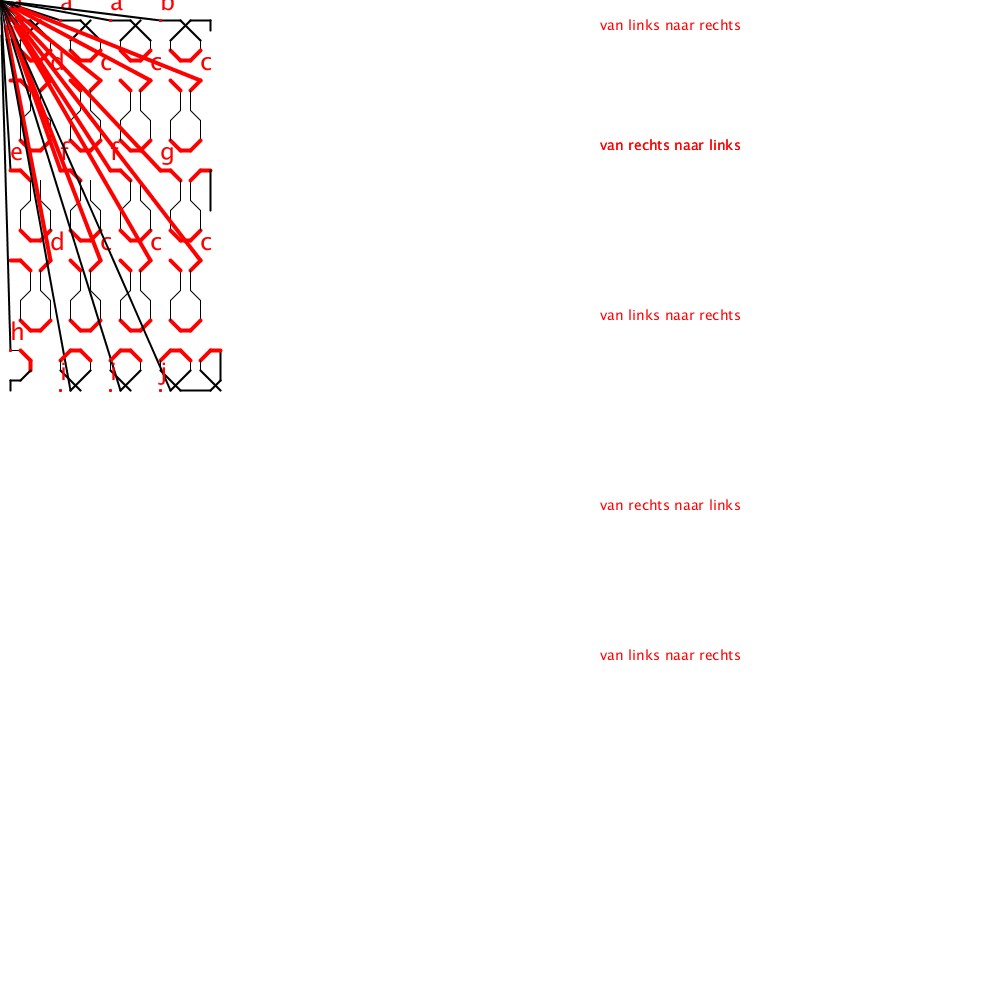 a a b
van links naar rechts
d c c c
van rechts naar links
e f f g
d c c c
van links naar rechts
h
i i j
van rechts naar links
van links naar rechts